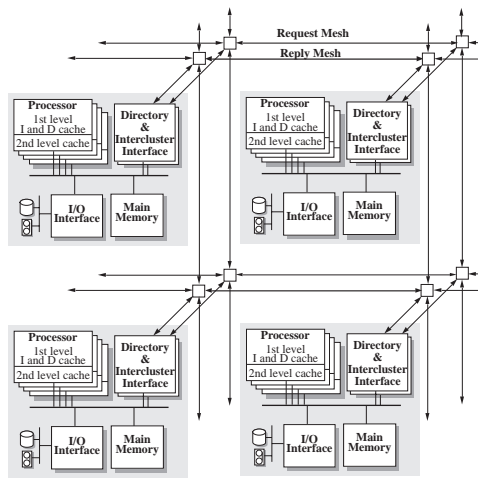 Request Mesh
Reply Mesh
Processor
1st level
I and D cache
2nd level cache
Directory
&
Intercluster
Interface
I/O
Interface
Main
Memory
Processor
1st level
I and D cache
2nd level cache
Directory
&
Intercluster
Interface
I/O
Interface
Main
Memory
Processor
1st level
I and D cache
2nd level cache
Directory
&
Intercluster
Interface
I/O
Interface
Main
Memory
Processor
1st level
I and D cache
2nd level cache
Directory
&
Intercluster
Interface
I/O
Interface
Main
Memory